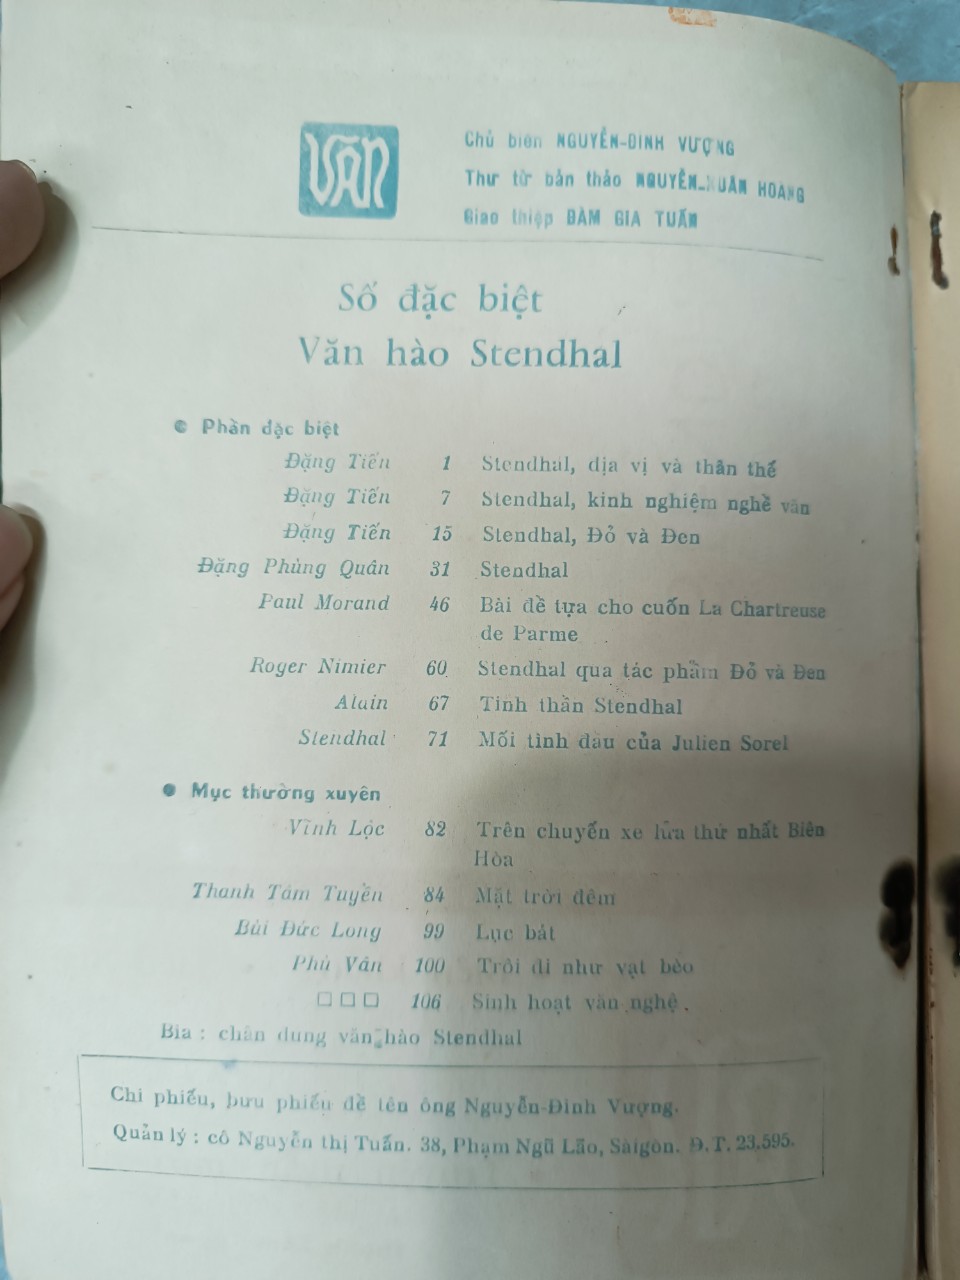 VĂN
Chủ biên NGUYỄN-ĐÌNH VƯỢNG
Thư từ bản thảo NGUYỄN-XUÂN HOÀNG
Giao thiệp ĐÀM GIA TUẤN
Số đặc biệt
Văn hào Stendhal
● Phần đặc biệt
Đặng Tiến 1 Stendhal, địa vị và thân thế
Đặng Tiến 7 Stendhal, kinh nghiệm nghề văn
Đặng Tiến 15 Stendhal, Đỏ và Đen
Đặng Phùng Quân 31 Stendhal
Paul Morand 46 Bài đề tựa cho cuốn La Chartreuse
de Parme
Roger Nimier 60 Stendhal qua tác phẩm Đỏ và Đen
Alain 67 Tinh thần Stendhal
Stendhal 71 Mối tình đầu của Julien Sorel
● Mục thường xuyên
Vĩnh Lộc 82 Trên chuyến xe lửa thứ nhất Biên
Hòa
Thanh Tâm Tuyền 84 Mặt trời đêm
Bùi Đức Long 99 Lục bát
Phù Vân 100 Trôi đi như vạt bèo
□ □ □ 106 Sinh hoạt văn nghệ.
Bìa : chân dung văn hào Stendhal
Chi phiếu, bưu phiếu đề tên ông Nguyễn-Đình Vượng.
Quản lý : cô Nguyễn thị Tuấn. 38, Phạm Ngũ Lão, Sàigòn. Đ.T. 23.595.